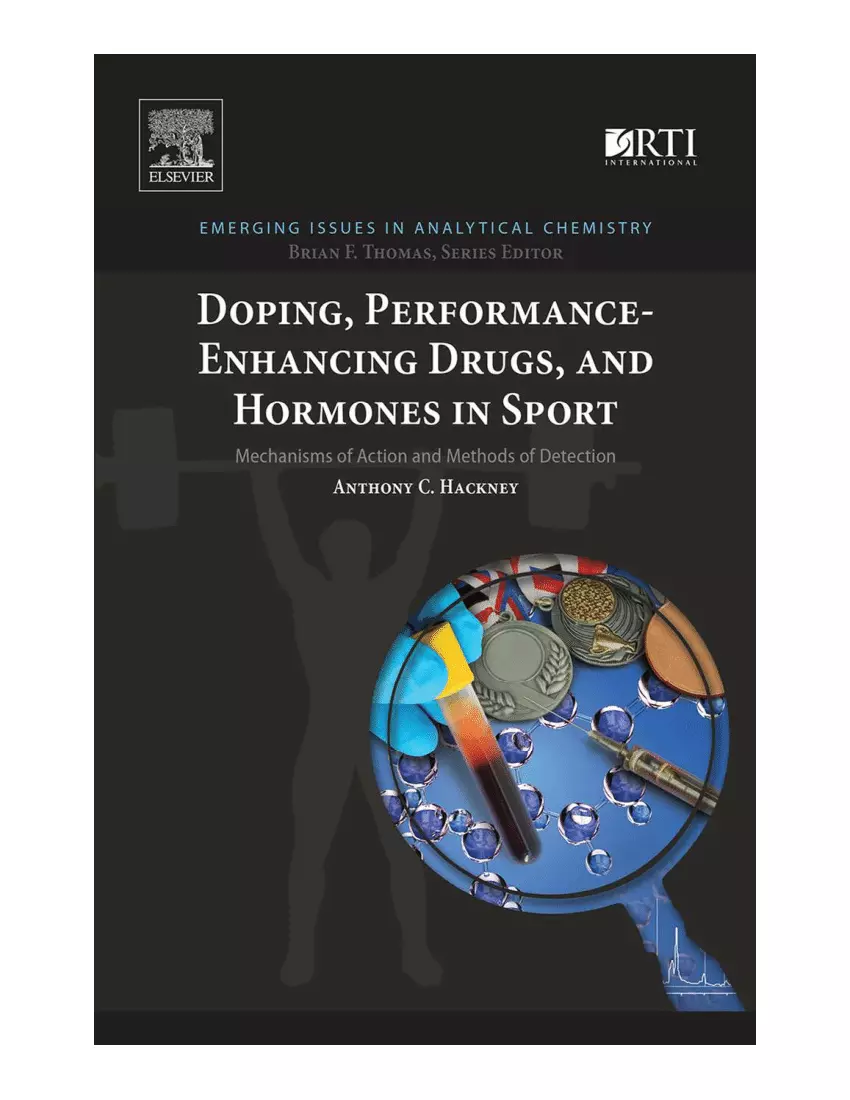 ELSEVIER
RTI
INTERNATIONAL
EMERGING ISSUES IN ANALYTICAL CHEMISTRY
BRIAN F. THOMAS, SERIES EDITOR
DOPING, PERFORMANCE-
ENHANCING DRUGS, AND
HORMONES IN SPORT
Mechanisms of Action and Methods of Detection
ANTHONY C. HACKNEY